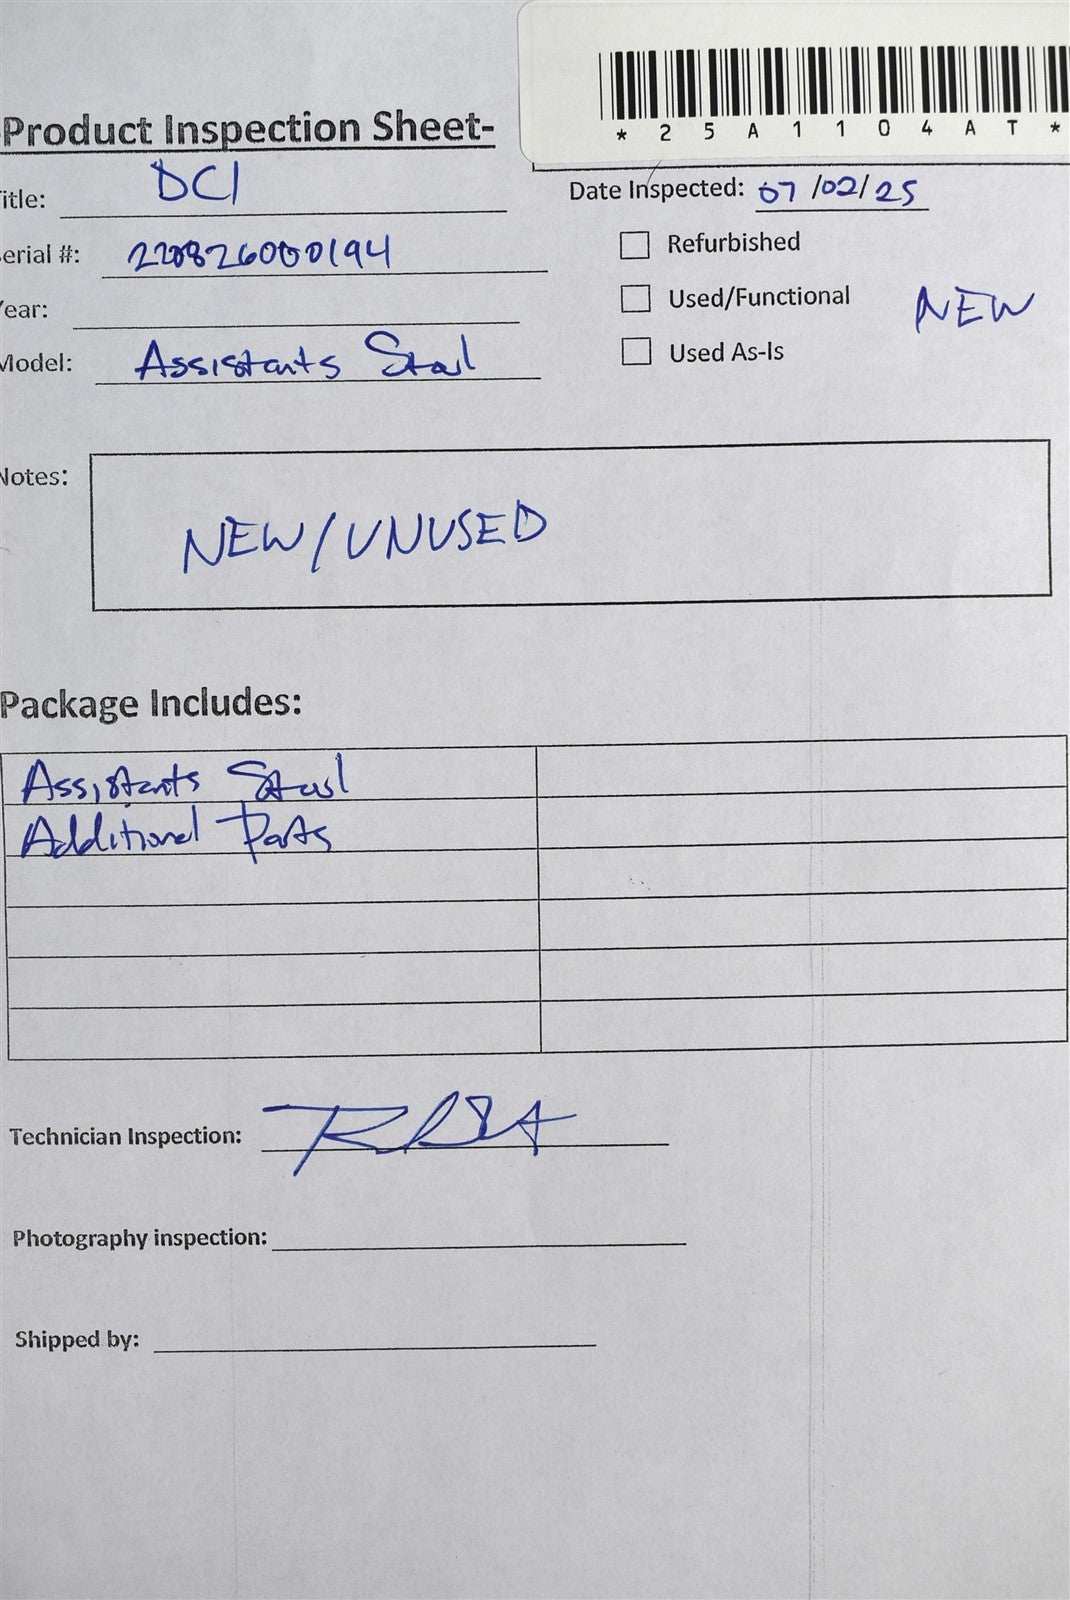 *25A1104AT*
Product Inspection Sheet-
itle: DCI
Date Inspected: 07/02/25
erial #: 220826000194
Refurbished
ear:
Used/Functional NEW
Model: Assistants Stool
Used As-Is
Notes:
NEW/UNUSED
Package Includes:
Assistants Stool
Additional Parts
Technician Inspection:
Photography inspection:
Shipped by: